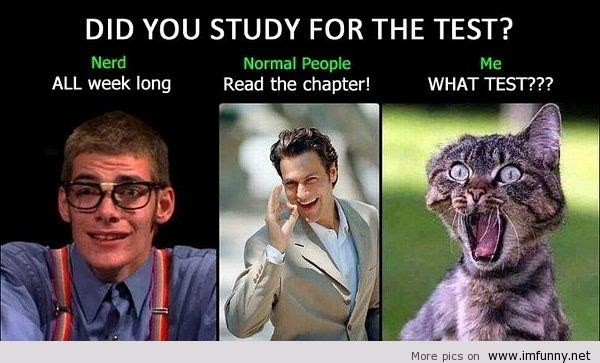 DID YOU STUDY FOR THE TEST?
Nerd
ALL week long
Normal People
Read the chapter!
Me
WHAT TEST???
More pics on www.imfunny.net